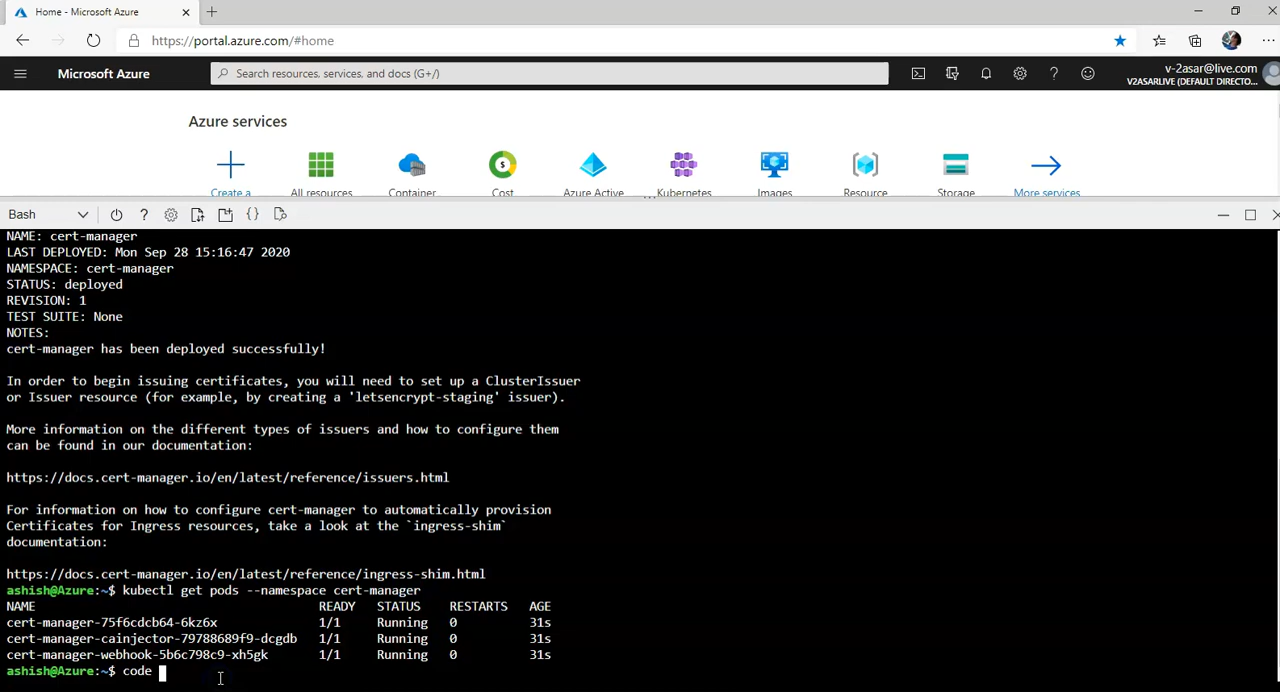 Home - Microsoft Azure
https://portal.azure.com/#home
Microsoft Azure
Search resources, services, and docs (G+/)
v-2asar@live.com
V2ASARLIVE (DEFAULT DIRECTO...
Azure services
Create a
All resources
Container
Cost
Azure Active
Kubernetes
Images
Resource
Storage
More services
Bash
NAME: cert-manager
LAST DEPLOYED: Mon Sep 28 15:16:47 2020
NAMESPACE: cert-manager
STATUS: deployed
REVISION: 1
TEST SUITE: None
NOTES:
cert-manager has been deployed successfully!
In order to begin issuing certificates, you will need to set up a ClusterIssuer
or Issuer resource (for example, by creating a 'letsencrypt-staging' issuer).
More information on the different types of issuers and how to configure them
can be found in our documentation:
https://docs.cert-manager.io/en/latest/reference/issuers.html
For information on how to configure cert-manager to automatically provision
Certificates for Ingress resources, take a look at the `ingress-shim`
documentation:
https://docs.cert-manager.io/en/latest/reference/ingress-shim.html
ashish@Azure:~$ kubectl get pods --namespace cert-manager
NAME READY STATUS RESTARTS AGE
cert-manager-75f6cdcb64-6kz6x 1/1 Running 0 31s
cert-manager-cainjector-79788689f9-dcgdb 1/1 Running 0 31s
cert-manager-webhook-5b6c798c9-xh5gk 1/1 Running 0 31s
ashish@Azure:~$ code